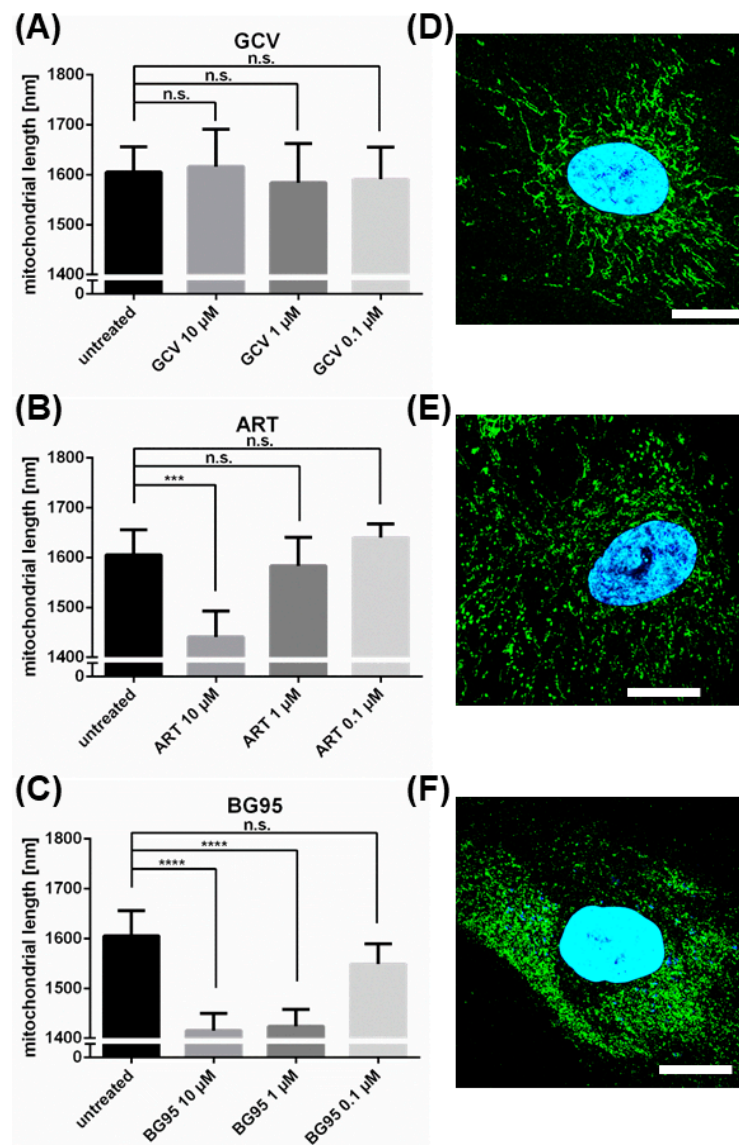 (A)
GCV
n.s.
n.s.
n.s.
mitochondrial length [nm]
1800
1700
1600
1500
1400
0
untreated
GCV 10 µM
GCV 1 µM
GCV 0.1 µM
(D)
(B)
ART
n.s.
n.s.
***
mitochondrial length [nm]
1800
1700
1600
1500
1400
0
untreated
ART 10 µM
ART 1 µM
ART 0.1 µM
(E)
(C)
BG95
n.s.
****
****
mitochondrial length [nm]
1800
1700
1600
1500
1400
0
untreated
BG95 10 µM
BG95 1 µM
BG95 0.1 µM
(F)